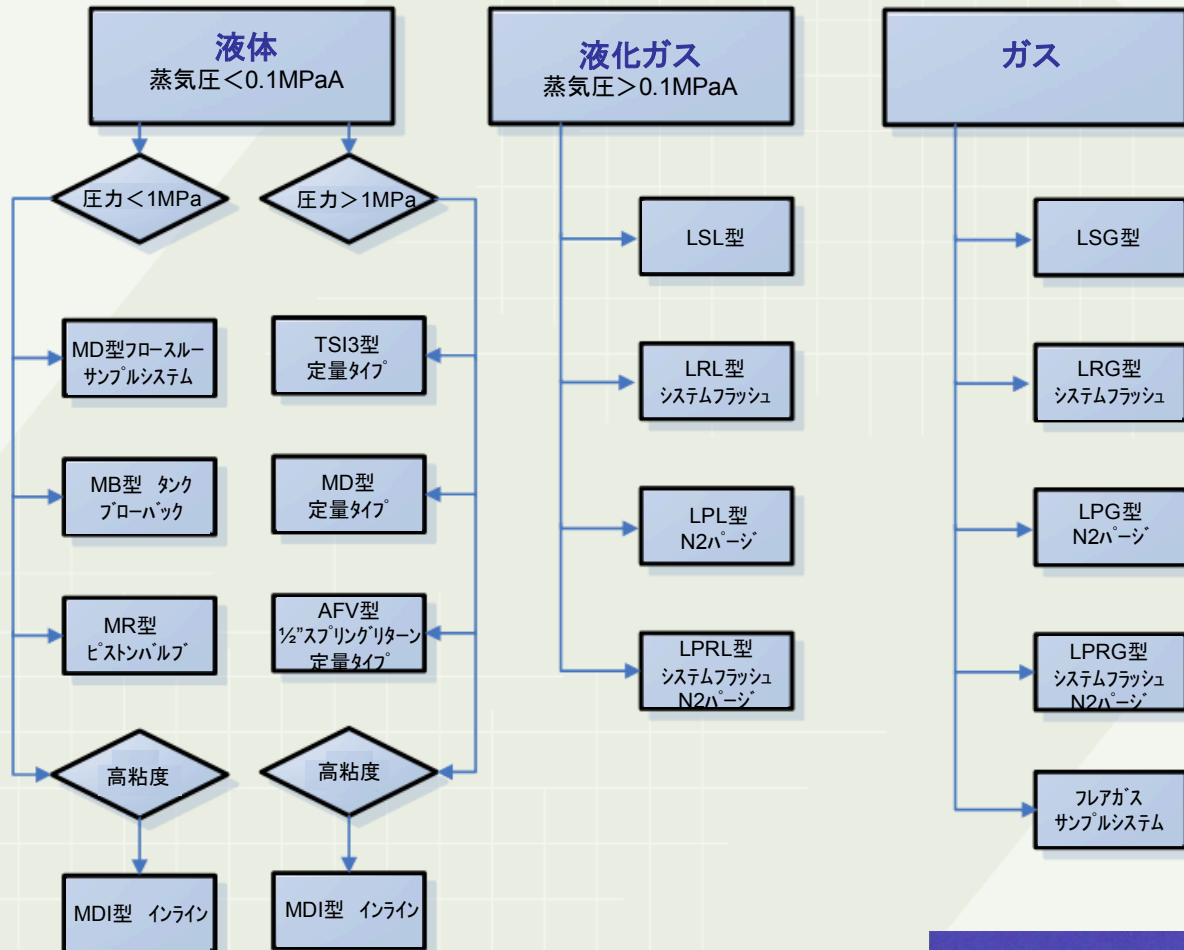 液体
蒸気圧＜0.1MPaA
圧力＜1MPa
圧力＞1MPa
MD型ﾌﾛｰｽﾙｰ
ｻﾝﾌﾟﾙｼｽﾃﾑ
TSI3型
定量ﾀｲﾌﾟ
MB型　ﾀﾝｸ
ﾌﾞﾛｰﾊﾞｯｸ
MD型
定量ﾀｲﾌﾟ
MR型
ﾋﾟｽﾄﾝﾊﾞﾙﾌﾞ
AFV型
½”ｽﾌﾟﾘﾝｸﾞﾘﾀｰﾝ
定量ﾀｲﾌﾟ
高粘度
高粘度
MDI型　ｲﾝﾗｲﾝ
MDI型　ｲﾝﾗｲﾝ
液化ガス
蒸気圧＞0.1MPaA
LSL型
LRL型
ｼｽﾃﾑﾌﾗｯｼｭ
LPL型
N2ﾊﾟｰｼﾞ
LPRL型
ｼｽﾃﾑﾌﾗｯｼｭ
N2ﾊﾟｰｼﾞ
ガス
LSG型
LRG型
ｼｽﾃﾑﾌﾗｯｼｭ
LPG型
N2ﾊﾟｰｼﾞ
LPRG型
ｼｽﾃﾑﾌﾗｯｼｭ
N2ﾊﾟｰｼﾞ
ﾌﾚｱｶﾞｽ
ｻﾝﾌﾟﾙｼｽﾃﾑ